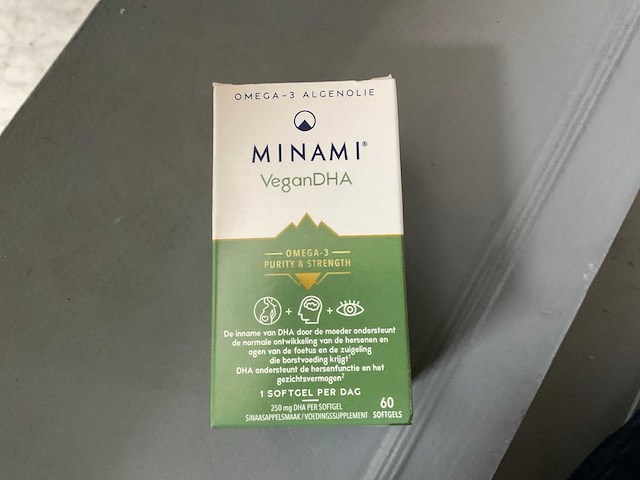 OMEGA-3 ALGENOLIE
MINAMI®
VeganDHA
OMEGA-3
PURITY & STRENGTH
+ +
De inname van DHA door de moeder ondersteunt
de normale ontwikkeling van de hersenen en
ogen van de foetus en de zuigeling
die borstvoeding krijgt¹
DHA ondersteunt de hersenfunctie en het
gezichtsvermogen²
1 SOFTGEL PER DAG
250 mg DHA PER SOFTGEL
SINAASAPPELSMAAK / VOEDINGSSUPPLEMENT
60
SOFTGELS